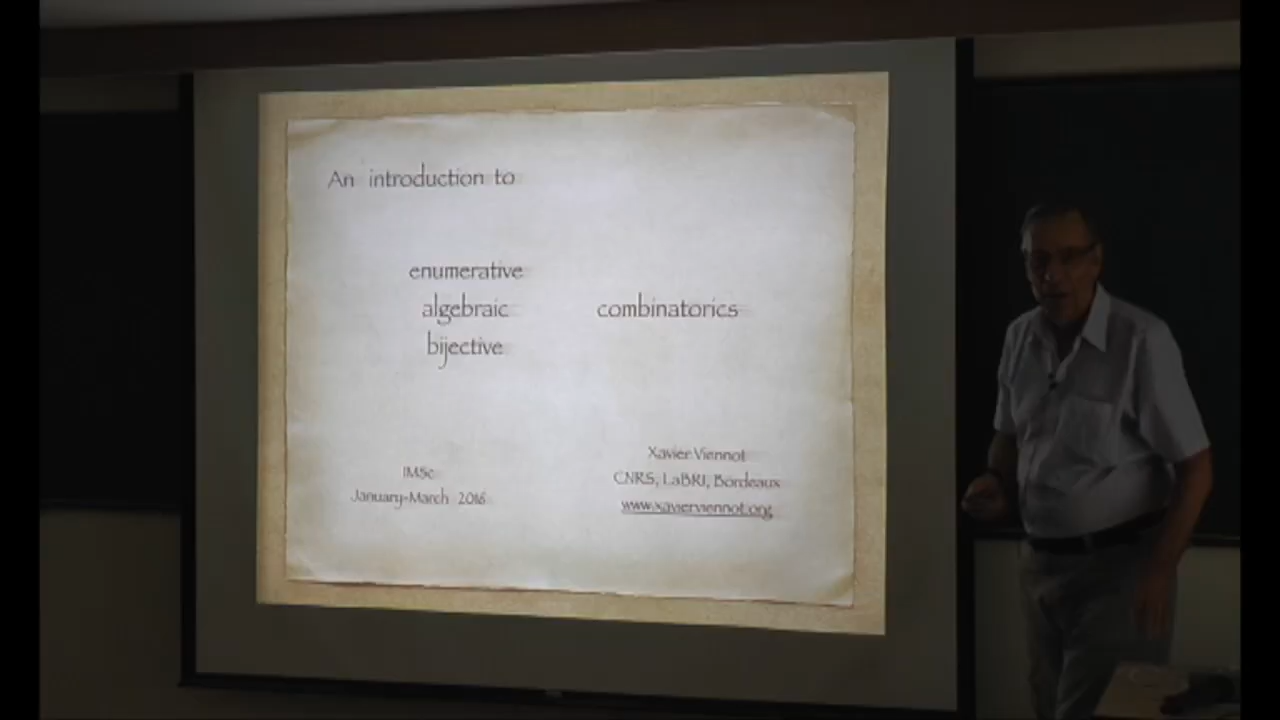 An introduction to
enumerative
algebraic
bijective
combinatorics
IMSc
January-March 2016
Xavier Viennot
CNRS, LaBRI, Bordeaux
www.xavierviennot.org